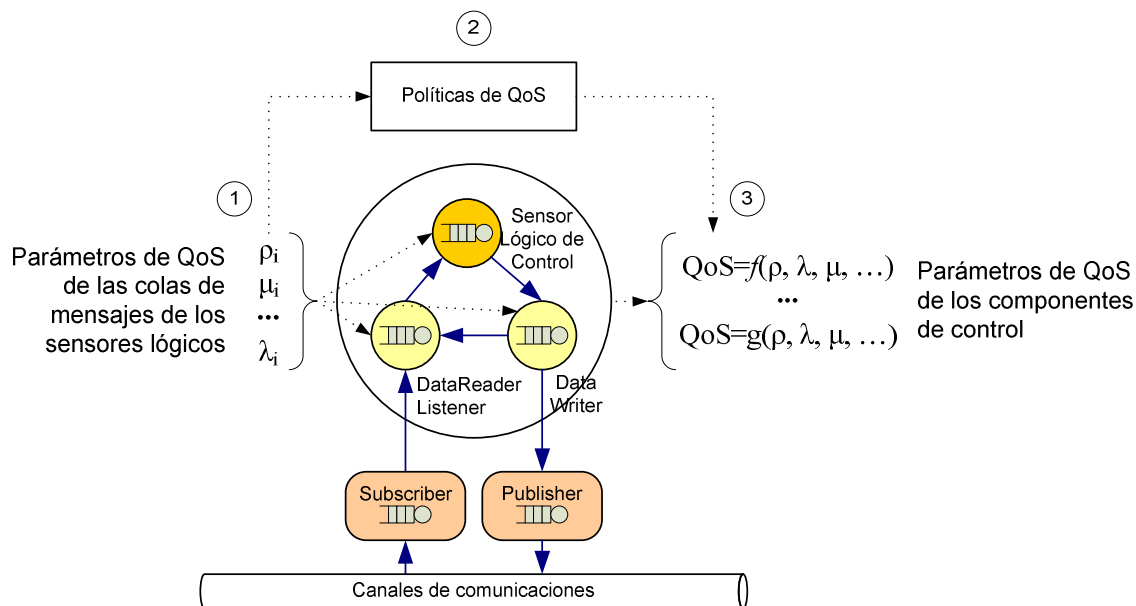 2
Políticas de QoS
1
3
Parámetros de QoS
de las colas de
mensajes de los
sensores lógicos
ρi
μi
...
λi
Sensor
Lógico de
Control
DataReader
Listener
Data
Writer
QoS=f(ρ, λ, μ, …)
...
QoS=g(ρ, λ, μ, …)
Parámetros de QoS
de los componentes
de control
Subscriber
Publisher
Canales de comunicaciones